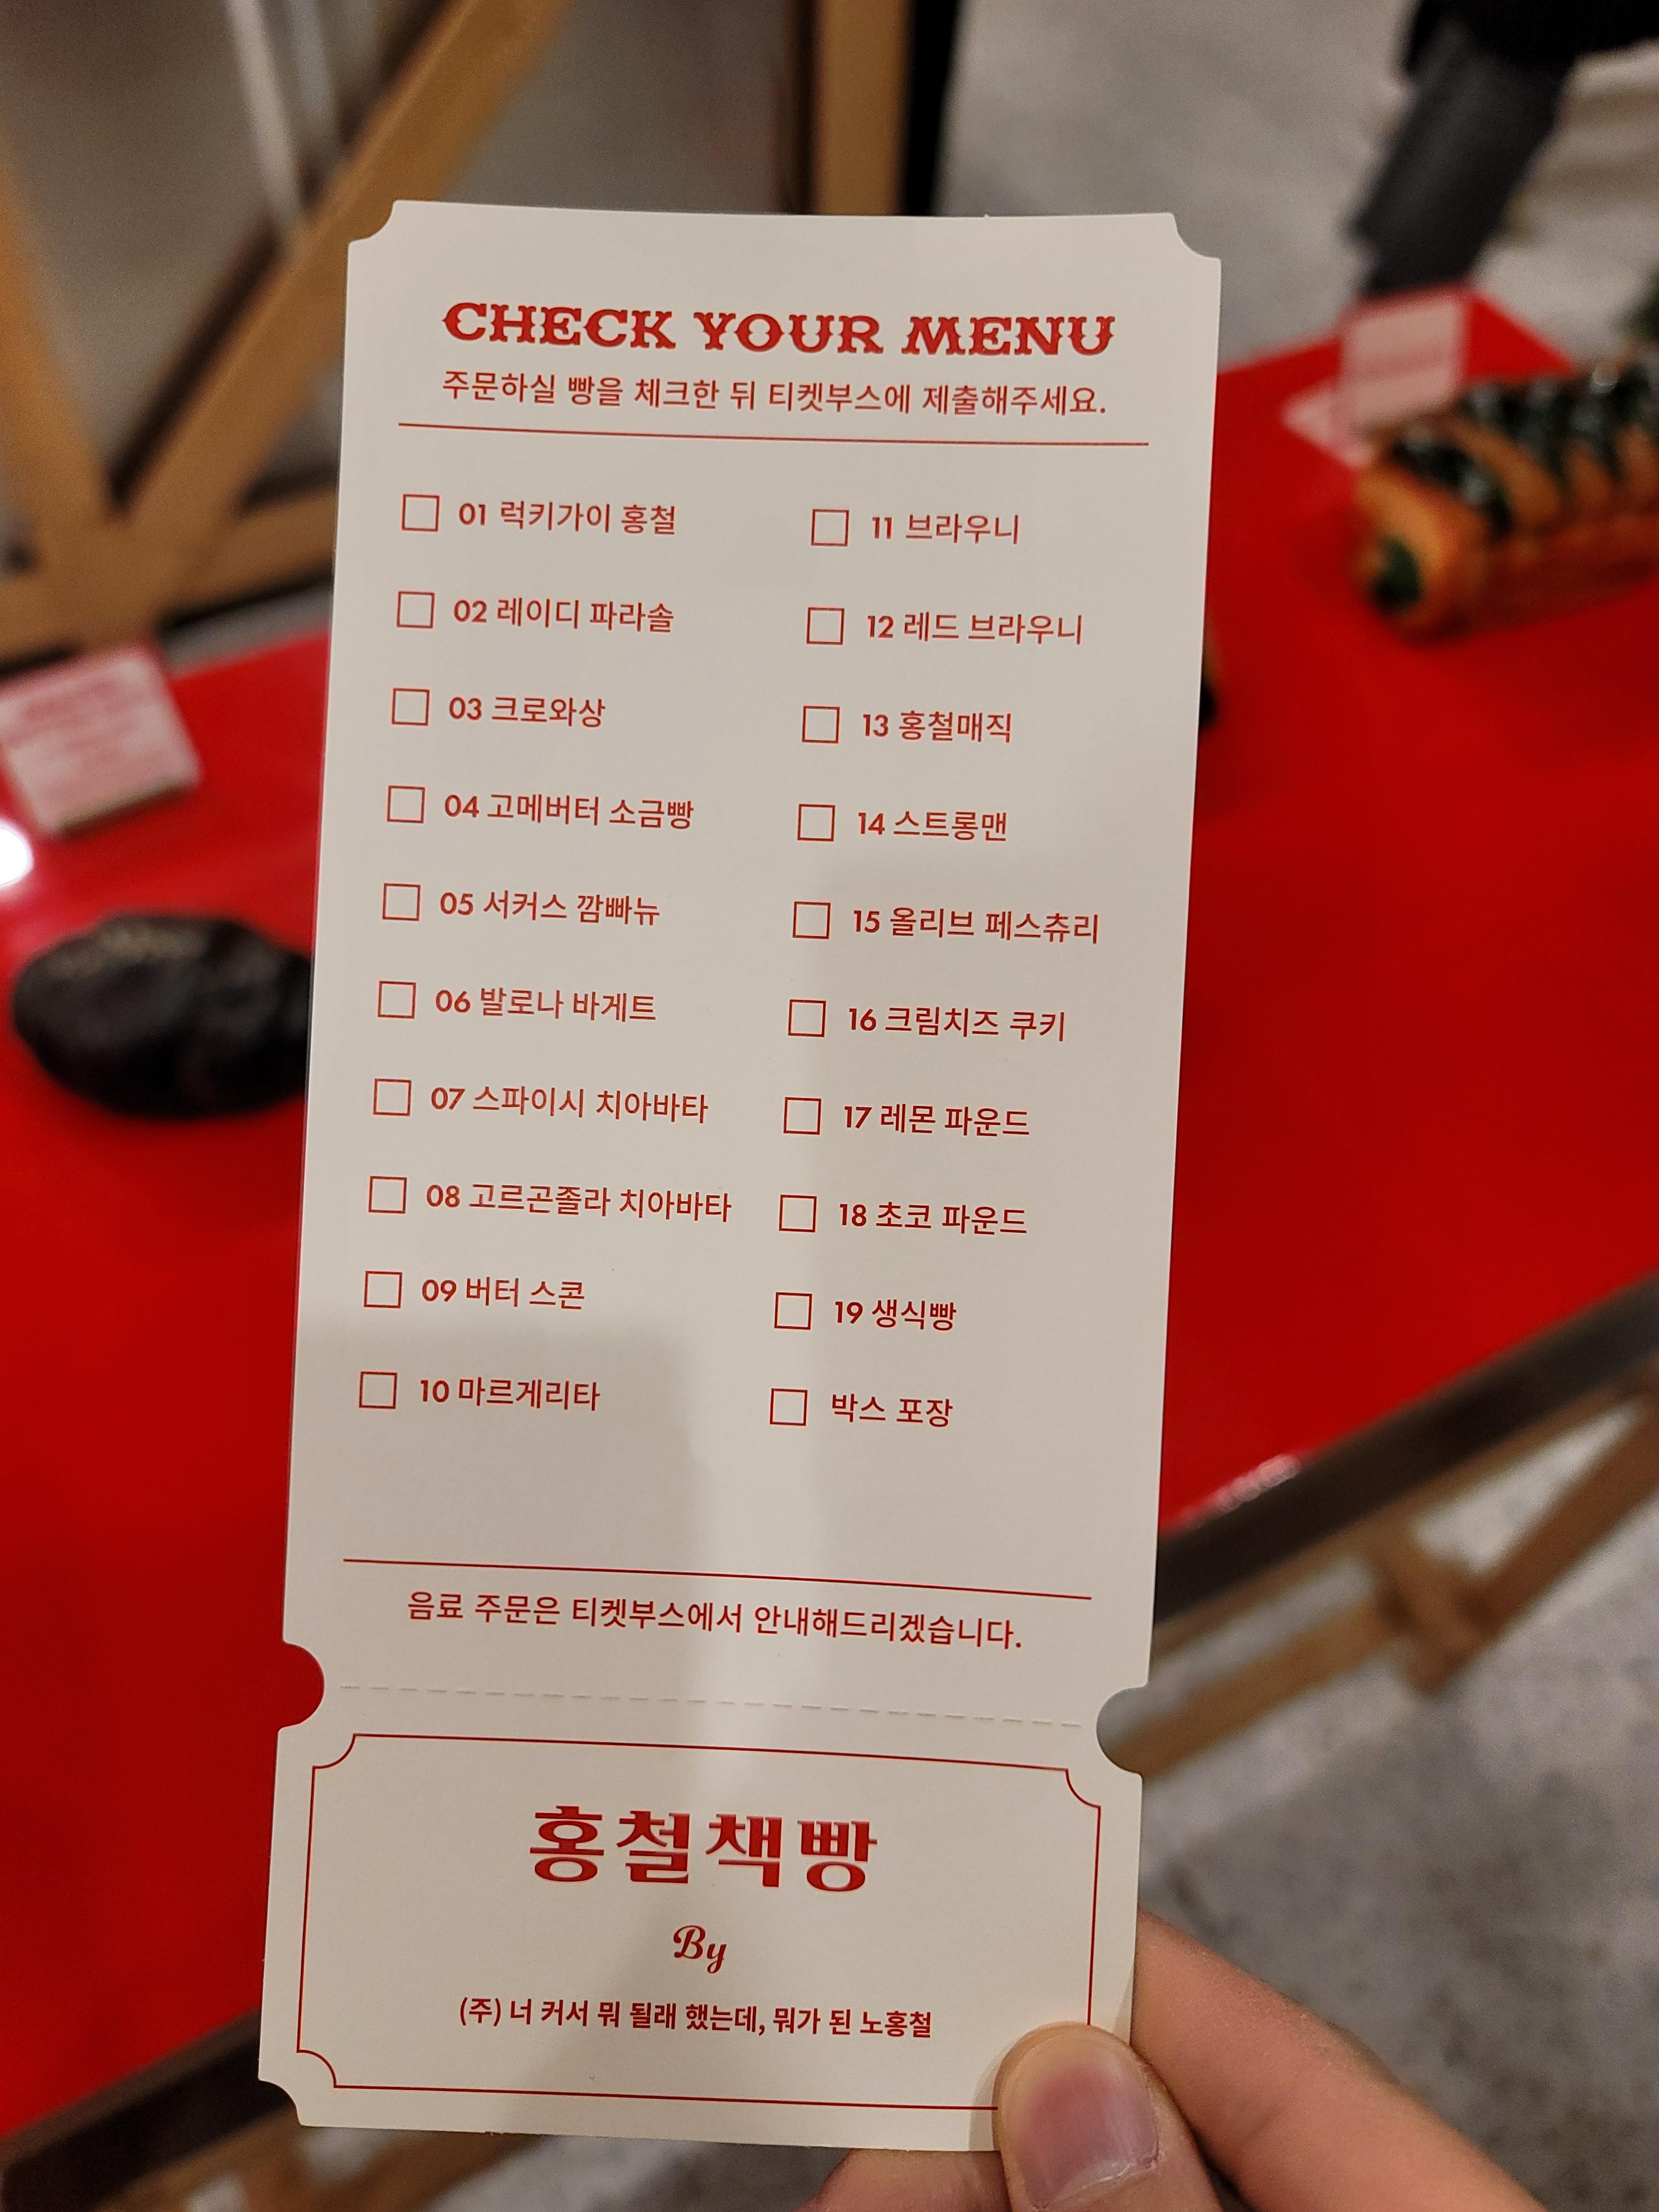 CHECK YOUR MENU
주문하실 빵을 체크한 뒤 티켓부스에 제출해주세요.
01 럭키가이 홍철
02 레이디 파라솔
03 크로와상
04 고메버터 소금빵
05 서커스 깜빠뉴
06 발로나 바게트
07 스파이시 치아바타
08 고르곤졸라 치아바타
09 버터 스콘
10 마르게리타
11 브라우니
12 레드 브라우니
13 홍철매직
14 스트롱맨
15 올리브 페스츄리
16 크림치즈 쿠키
17 레몬 파운드
18 초코 파운드
19 생식빵
박스 포장
음료 주문은 티켓부스에서 안내해드리겠습니다.
홍철책빵
By
(주) 너 커서 뭐 될래 했는데, 뭐가 된 노홍철